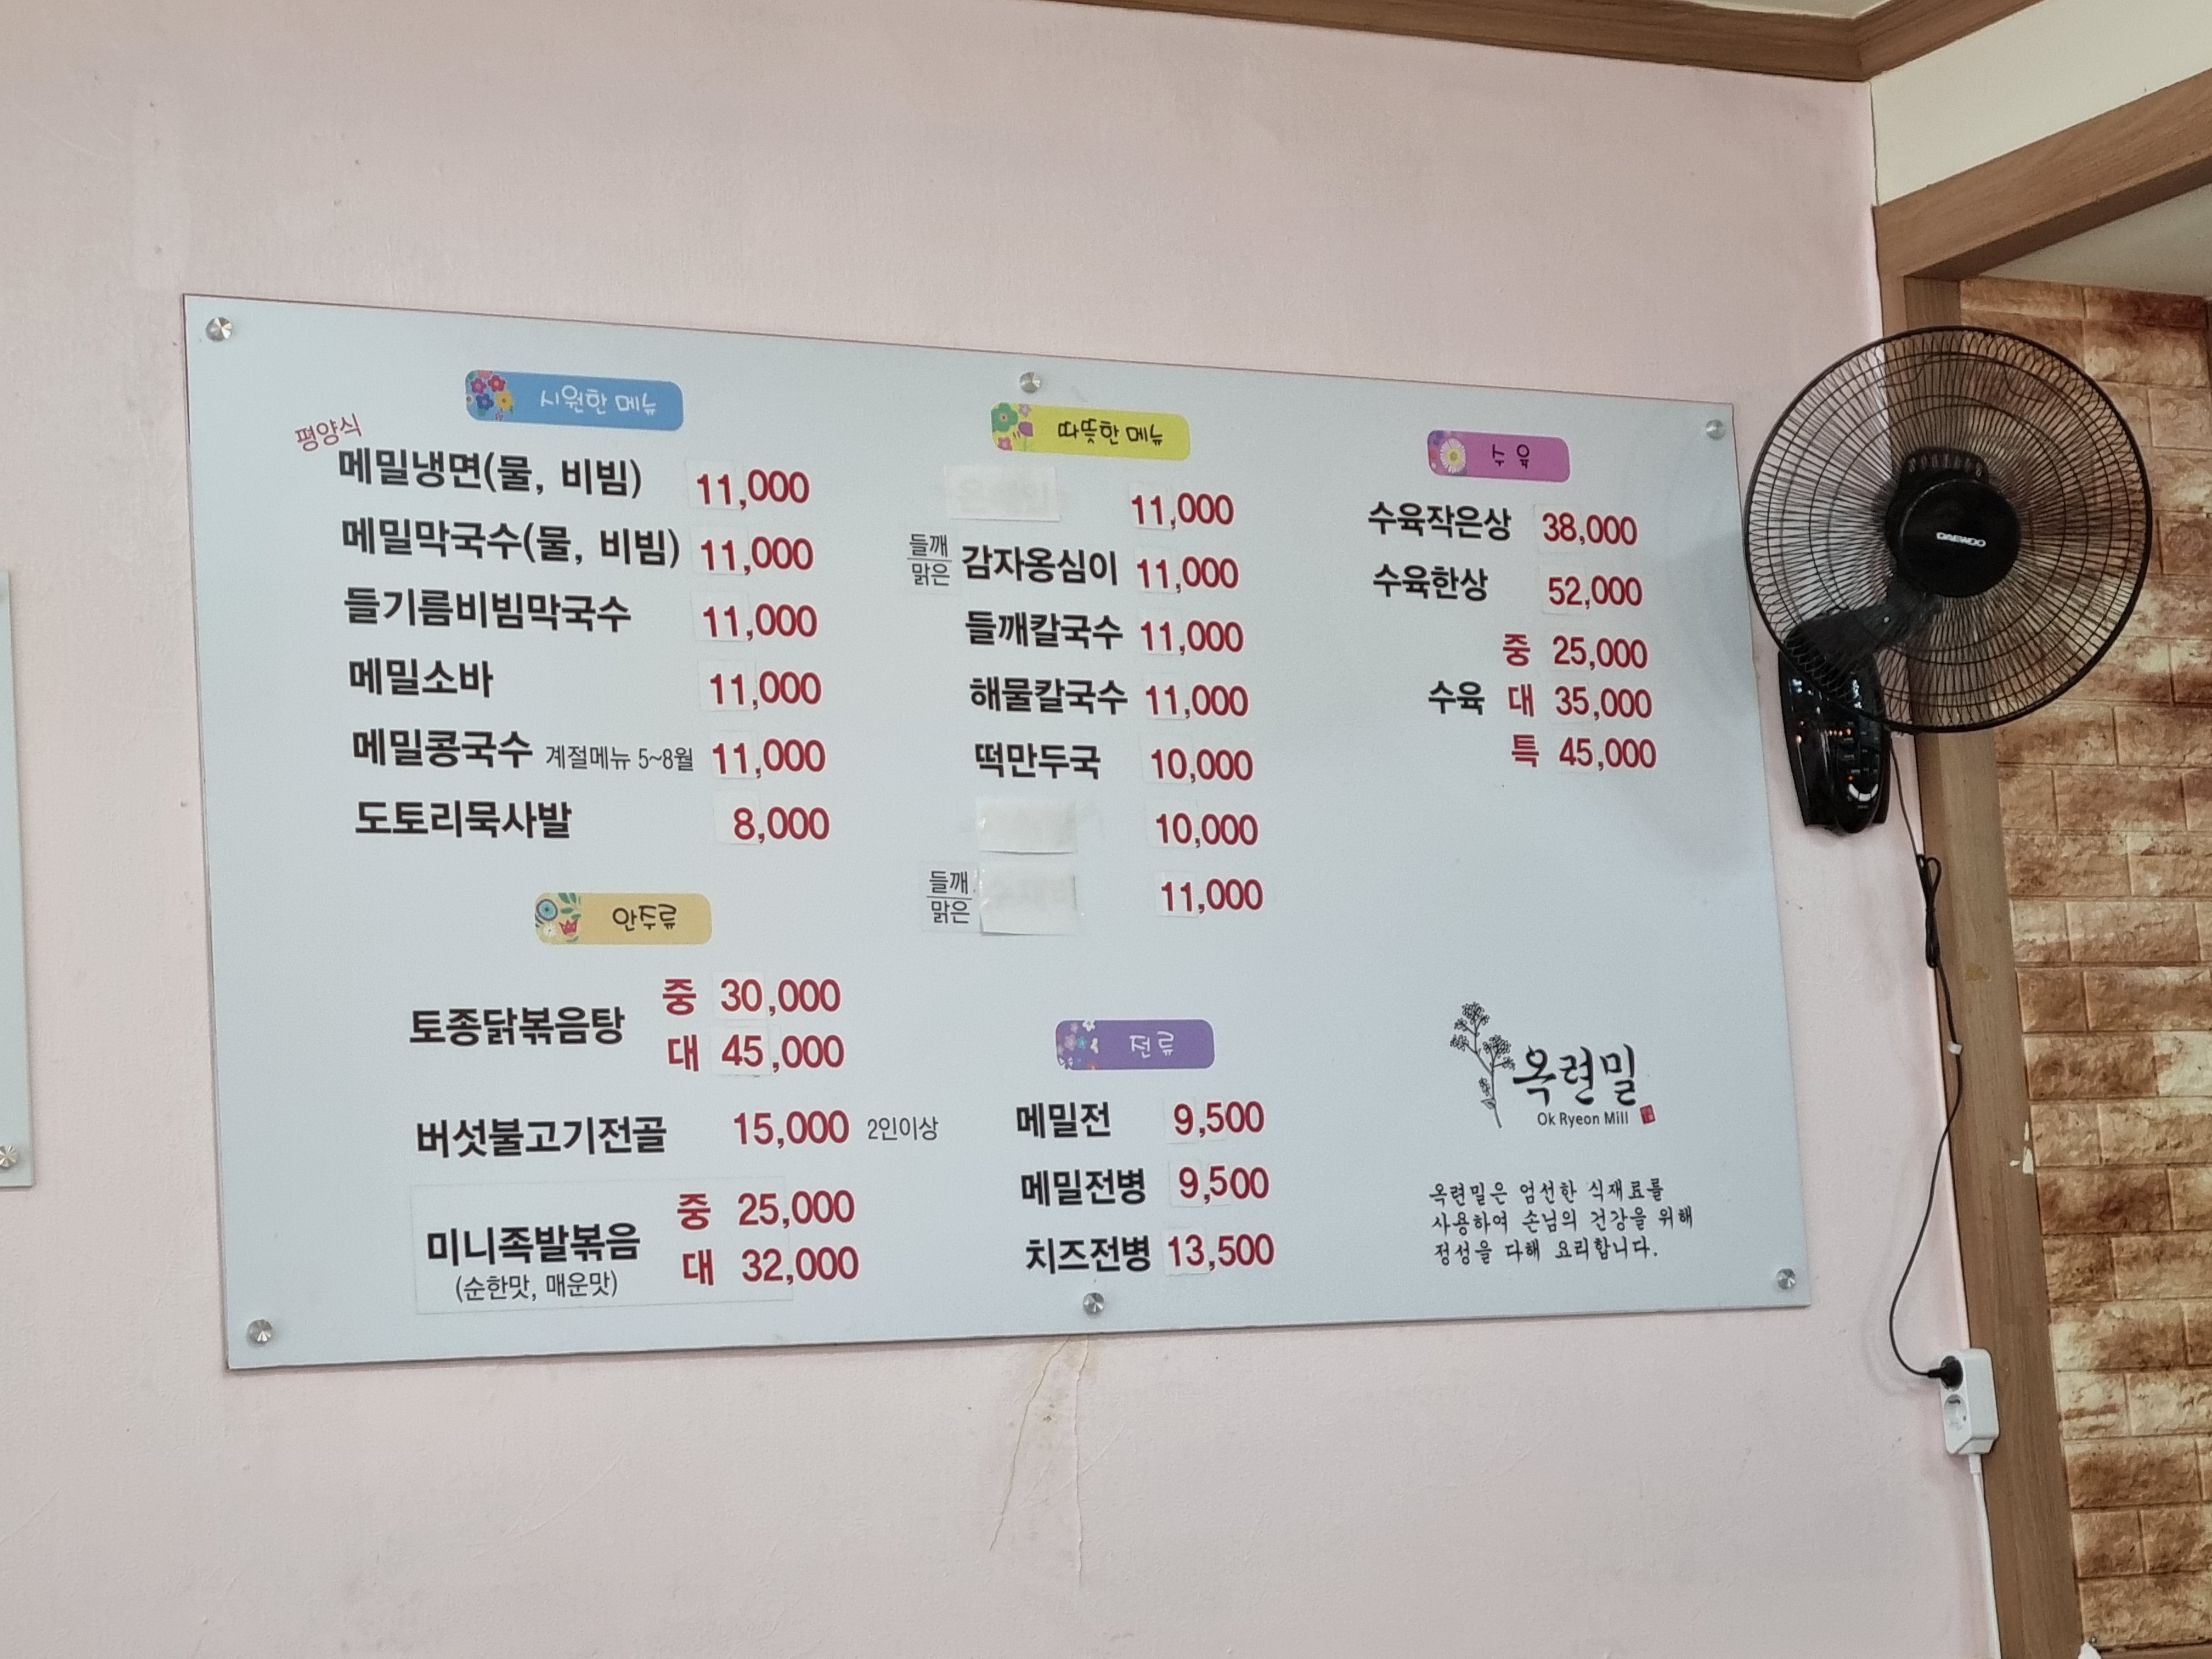 시원한 메뉴
평양식
메밀냉면(물, 비빔) 11,000
메밀막국수(물, 비빔) 11,000
들기름비빔막국수 11,000
메밀소바 11,000
메밀콩국수 계절메뉴 5~8월 11,000
도토리묵사발 8,000
안주류
토종닭볶음탕 중 30,000
대 45,000
버섯불고기전골 15,000 2인이상
미니족발볶음 중 25,000
(순한맛, 매운맛) 대 32,000
따뜻한 메뉴
11,000
들깨
맑은 감자옹심이 11,000
들깨칼국수 11,000
해물칼국수 11,000
떡만두국 10,000
10,000
들깨
맑은 11,000
전류
메밀전 9,500
메밀전병 9,500
치즈전병 13,500
수육
수육작은상 38,000
수육한상 52,000
중 25,000
수육 대 35,000
특 45,000
옥련밀
Ok Ryeon Mill
옥련밀은 엄선한 식재료를
사용하여 손님의 건강을 위해
정성을 다해 요리합니다.
DAEWOO